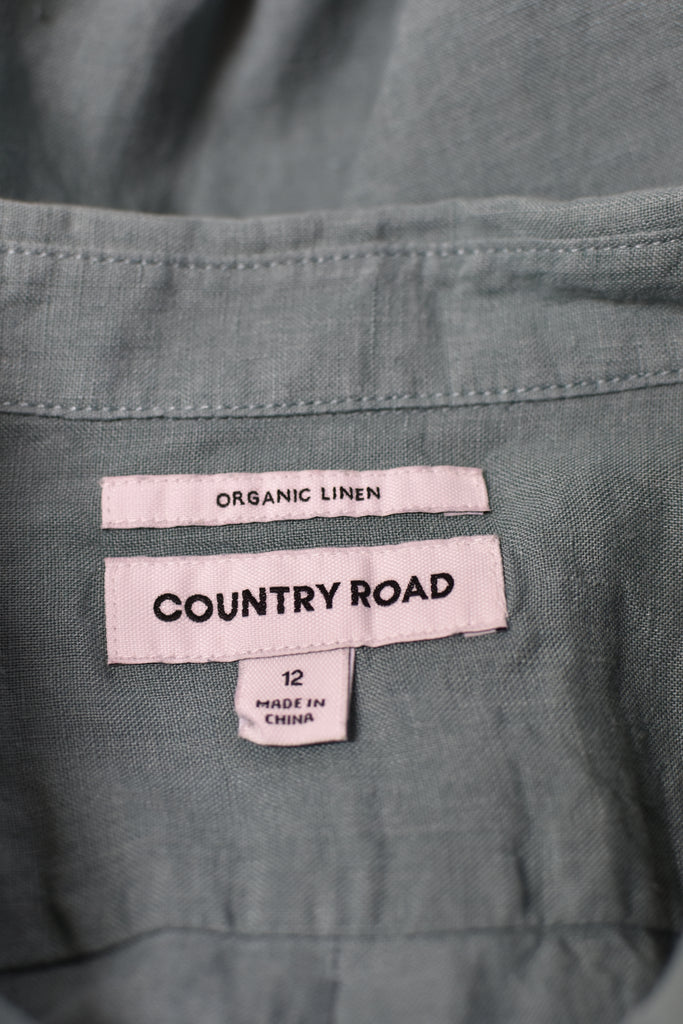 ORGANIC LINEN
COUNTRY ROAD
12
MADE IN
CHINA